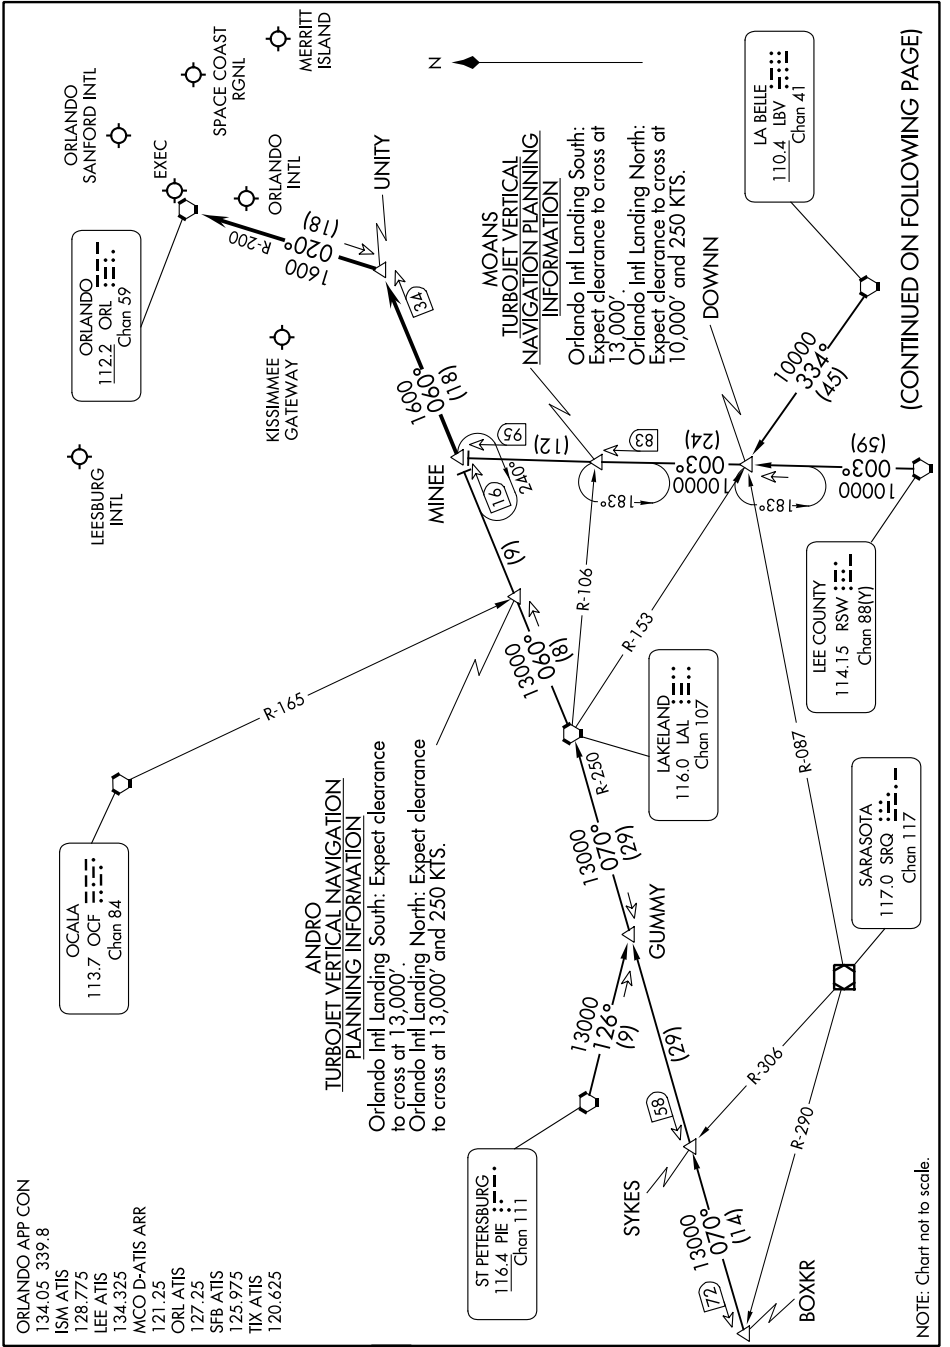 ORLANDO APP CON
134.05 339.8
ISM ATIS
128.775
LEE ATIS
134.325
MCO D-ATIS ARR
121.25
ORL ATIS
127.25
SFB ATIS
125.975
TIX ATIS
120.625
OCALA
113.7 OCF
Chan 84
LEESBURG
INTL
ORLANDO
112.2 ORL
Chan 59
ORLANDO
SANFORD INTL
EXEC
SPACE COAST
RGNL
MERRITT
ISLAND
ORLANDO
INTL
KISSIMMEE
GATEWAY
UNITY
N
R-200
1600
020°
(18)
34
1600
060°
(18)
MINEE
95
16
240°
(9)
(12)
R-165
ANDRO
TURBOJET VERTICAL NAVIGATION
PLANNING INFORMATION
Orlando Intl Landing South: Expect clearance
to cross at 13,000'.
Orlando Intl Landing North: Expect clearance
to cross at 13,000' and 250 KTS.
13000
060°
(8)
MOANS
TURBOJET VERTICAL
NAVIGATION PLANNING
INFORMATION
Orlando Intl Landing South:
Expect clearance to cross at
13,000'.
Orlando Intl Landing North:
Expect clearance to cross at
10,000' and 250 KTS.
R-106
83
183°
10000
003°
(24)
DOWNN
R-153
R-250
LAKELAND
116.0 LAL
Chan 107
13000
070°
(29)
GUMMY
13000
126°
(9)
ST PETERSBURG
116.4 PIE
Chan 111
58
(29)
SYKES
72
13000
070°
(14)
BOXKR
R-306
R-290
R-087
SARASOTA
117.0 SRQ
Chan 117
LEE COUNTY
114.15 RSW
Chan 88(Y)
183°
10000
003°
(59)
10000
334°
(45)
LA BELLE
110.4 LBV
Chan 41
NOTE: Chart not to scale.
(CONTINUED ON FOLLOWING PAGE)